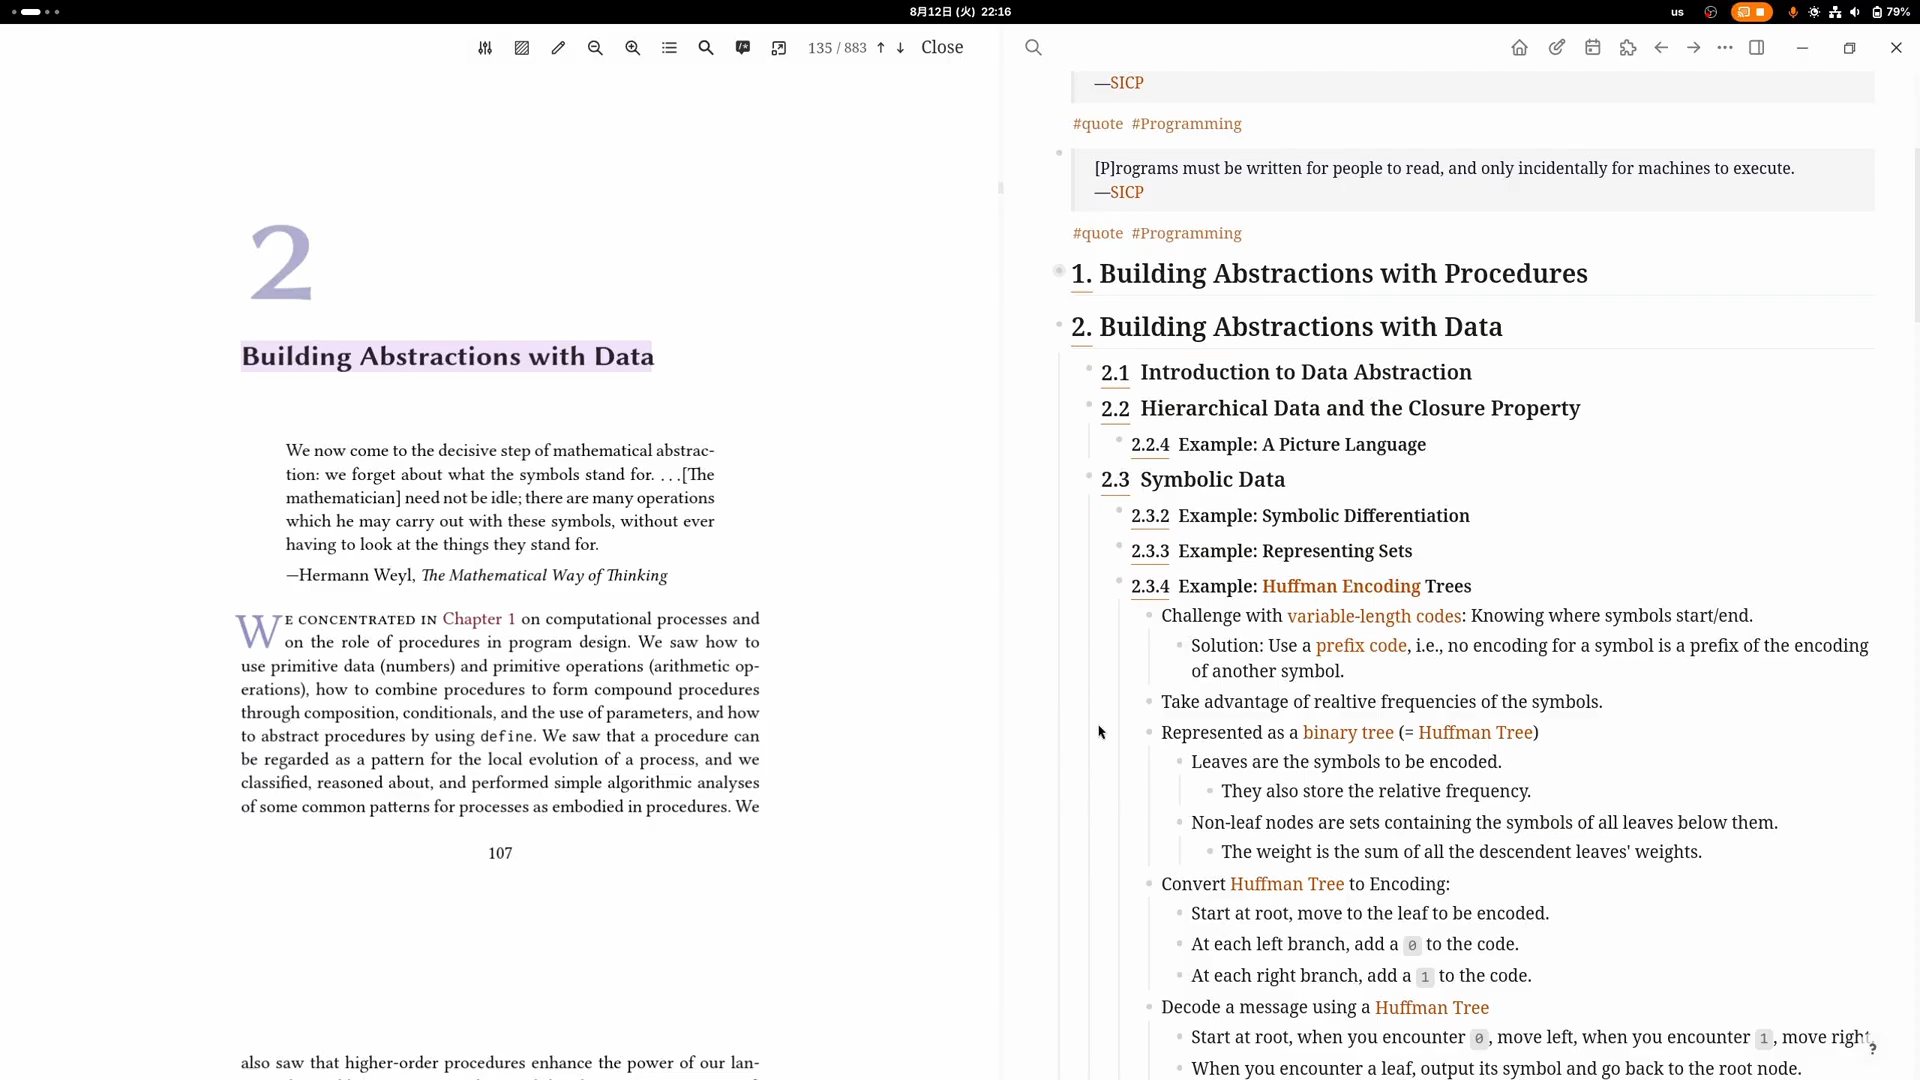 8月12日 (火) 22:16
us
79%
135 / 883 ↑ ↓ Close
2
Building Abstractions with Data
We now come to the decisive step of mathematical abstrac-
tion: we forget about what the symbols stand for. . . .[The
mathematician] need not be idle; there are many operations
which he may carry out with these symbols, without ever
having to look at the things they stand for.
—Hermann Weyl, The Mathematical Way of Thinking
WE CONCENTRATED IN Chapter 1 on computational processes and
on the role of procedures in program design. We saw how to
use primitive data (numbers) and primitive operations (arithmetic op-
erations), how to combine procedures to form compound procedures
through composition, conditionals, and the use of parameters, and how
to abstract procedures by using define. We saw that a procedure can
be regarded as a pattern for the local evolution of a process, and we
classified, reasoned about, and performed simple algorithmic analyses
of some common patterns for processes as embodied in procedures. We
107
also saw that higher-order procedures enhance the power of our lan-
—SICP
#quote #Programming
[P]rograms must be written for people to read, and only incidentally for machines to execute.
—SICP
#quote #Programming
1. Building Abstractions with Procedures
2. Building Abstractions with Data
2.1 Introduction to Data Abstraction
2.2 Hierarchical Data and the Closure Property
2.2.4 Example: A Picture Language
2.3 Symbolic Data
2.3.2 Example: Symbolic Differentiation
2.3.3 Example: Representing Sets
2.3.4 Example: Huffman Encoding Trees
Challenge with variable-length codes: Knowing where symbols start/end.
Solution: Use a prefix code, i.e., no encoding for a symbol is a prefix of the encoding
of another symbol.
Take advantage of realtive frequencies of the symbols.
Represented as a binary tree (= Huffman Tree)
Leaves are the symbols to be encoded.
They also store the relative frequency.
Non-leaf nodes are sets containing the symbols of all leaves below them.
The weight is the sum of all the descendent leaves' weights.
Convert Huffman Tree to Encoding:
Start at root, move to the leaf to be encoded.
At each left branch, add a 0 to the code.
At each right branch, add a 1 to the code.
Decode a message using a Huffman Tree
Start at root, when you encounter 0, move left, when you encounter 1, move right.
?
When you encounter a leaf, output its symbol and go back to the root node.